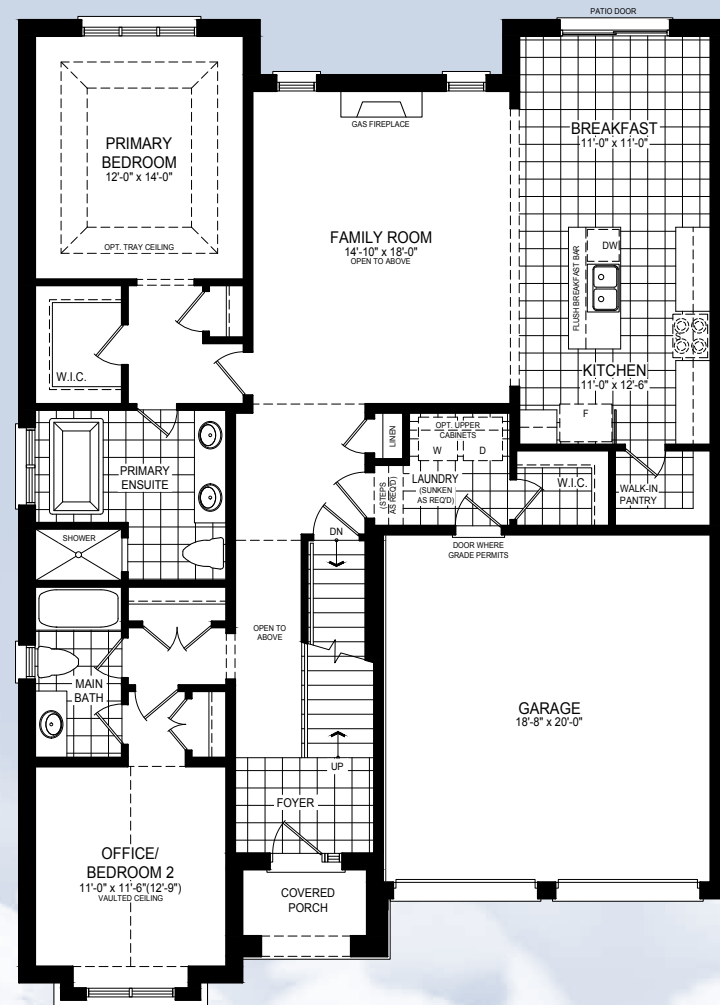 PATIO DOOR
GAS FIREPLACE
PRIMARY
BEDROOM
12'-0" x 14'-0"
OPT. TRAY CEILING
BREAKFAST
11'-0" x 11'-0"
FAMILY ROOM
14'-10" x 18'-0"
OPEN TO ABOVE
FLUSH BREAKFAST BAR
DW
KITCHEN
11'-0" x 12'-6"
F
W.I.C.
PRIMARY
ENSUITE
LINEN
OPT. UPPER
CABINETS
W
D
LAUNDRY
(SUNKEN
AS REQ'D)
(STEPS
AS REQ'D)
W.I.C.
WALK-IN
PANTRY
SHOWER
DN
DOOR WHERE
GRADE PERMITS
OPEN TO
ABOVE
MAIN
BATH
GARAGE
18'-8" x 20'-0"
UP
FOYER
OFFICE/
BEDROOM 2
11'-0" x 11'-6"(12'-9")
VAULTED CEILING
COVERED
PORCH